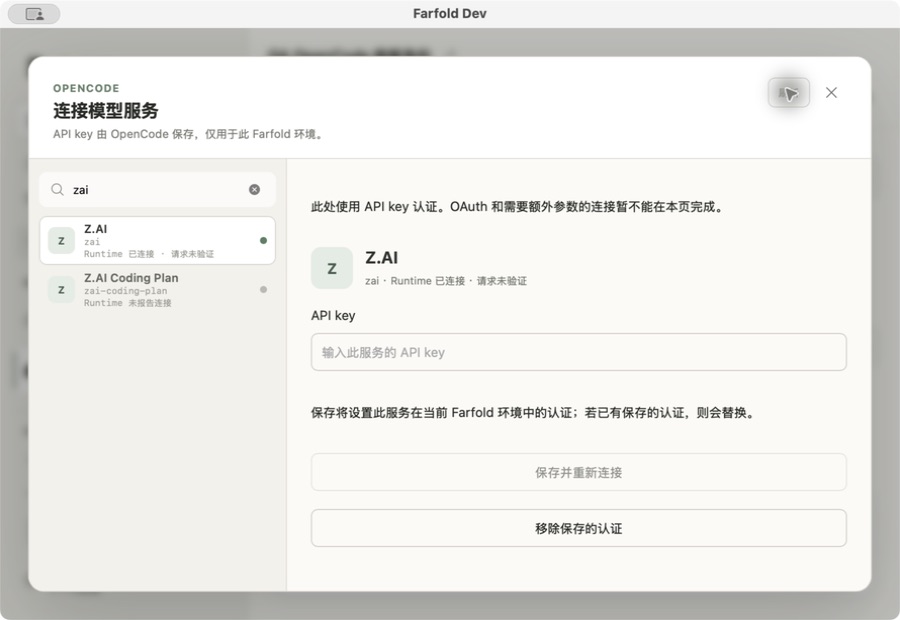 Farfold Dev
OPENCODE
连接模型服务
API key 由 OpenCode 保存，仅用于此 Farfold 环境。
zai
Z
Z.AI
zai
Runtime 已连接 · 请求未验证
Z
Z.AI Coding Plan
zai-coding-plan
Runtime 未报告连接
此处使用 API key 认证。OAuth 和需要额外参数的连接暂不能在本页完成。
Z
Z.AI
zai · Runtime 已连接 · 请求未验证
API key
输入此服务的 API key
保存将设置此服务在当前 Farfold 环境中的认证；若已有保存的认证，则会替换。
保存并重新连接
移除保存的认证